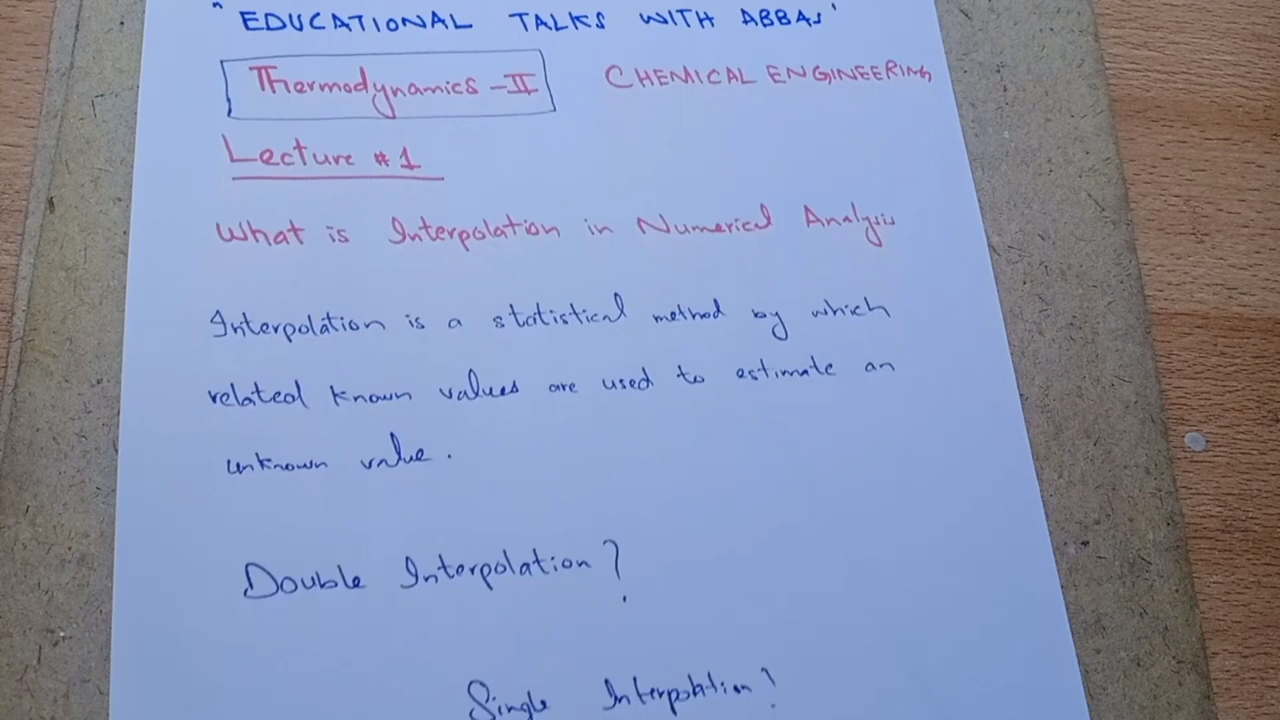 "EDUCATIONAL TALKS WITH ABBAS'
Thermodynamics -II CHEMICAL ENGINEERING
Lecture #1
What is Interpolation in Numerical Analysis
Interpolation is a statistical method by which
related known values are used to estimate an
unknown value.
Double Interpolation?
Single Interpolation?